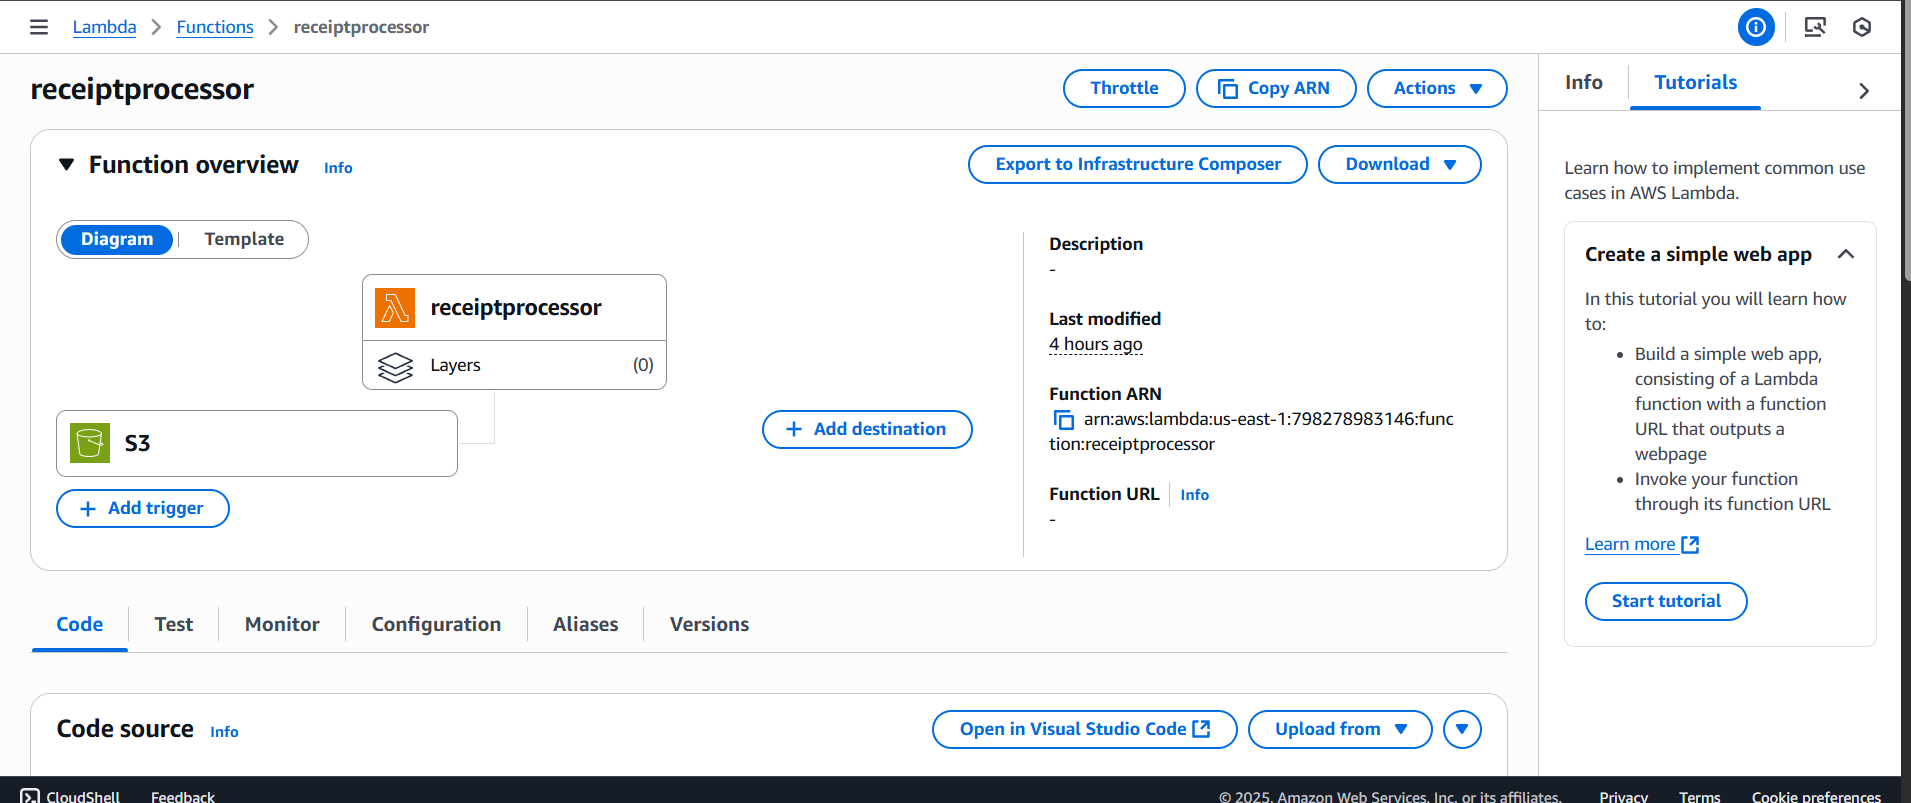 Lambda
Functions
receiptprocessor
receiptprocessor
Throttle
Copy ARN
Actions
Function overview
Info
Export to Infrastructure Composer
Download
Diagram
Template
receiptprocessor
Layers
(0)
S3
Add trigger
Add destination
Description
-
Last modified
4 hours ago
Function ARN
arn:aws:lambda:us-east-1:798278983146:func
tion:receiptprocessor
Function URL
Info
-
Code
Test
Monitor
Configuration
Aliases
Versions
Code source
Info
Open in Visual Studio Code
Upload from
Info
Tutorials
Learn how to implement common use
cases in AWS Lambda.
Create a simple web app
In this tutorial you will learn how
to:
• Build a simple web app,
consisting of a Lambda
function with a function
URL that outputs a
webpage
• Invoke your function
through its function URL
Learn more
Start tutorial
CloudShell
Feedback
© 2025, Amazon Web Services, Inc. or its affiliates.
Privacy
Terms
Cookie preferences